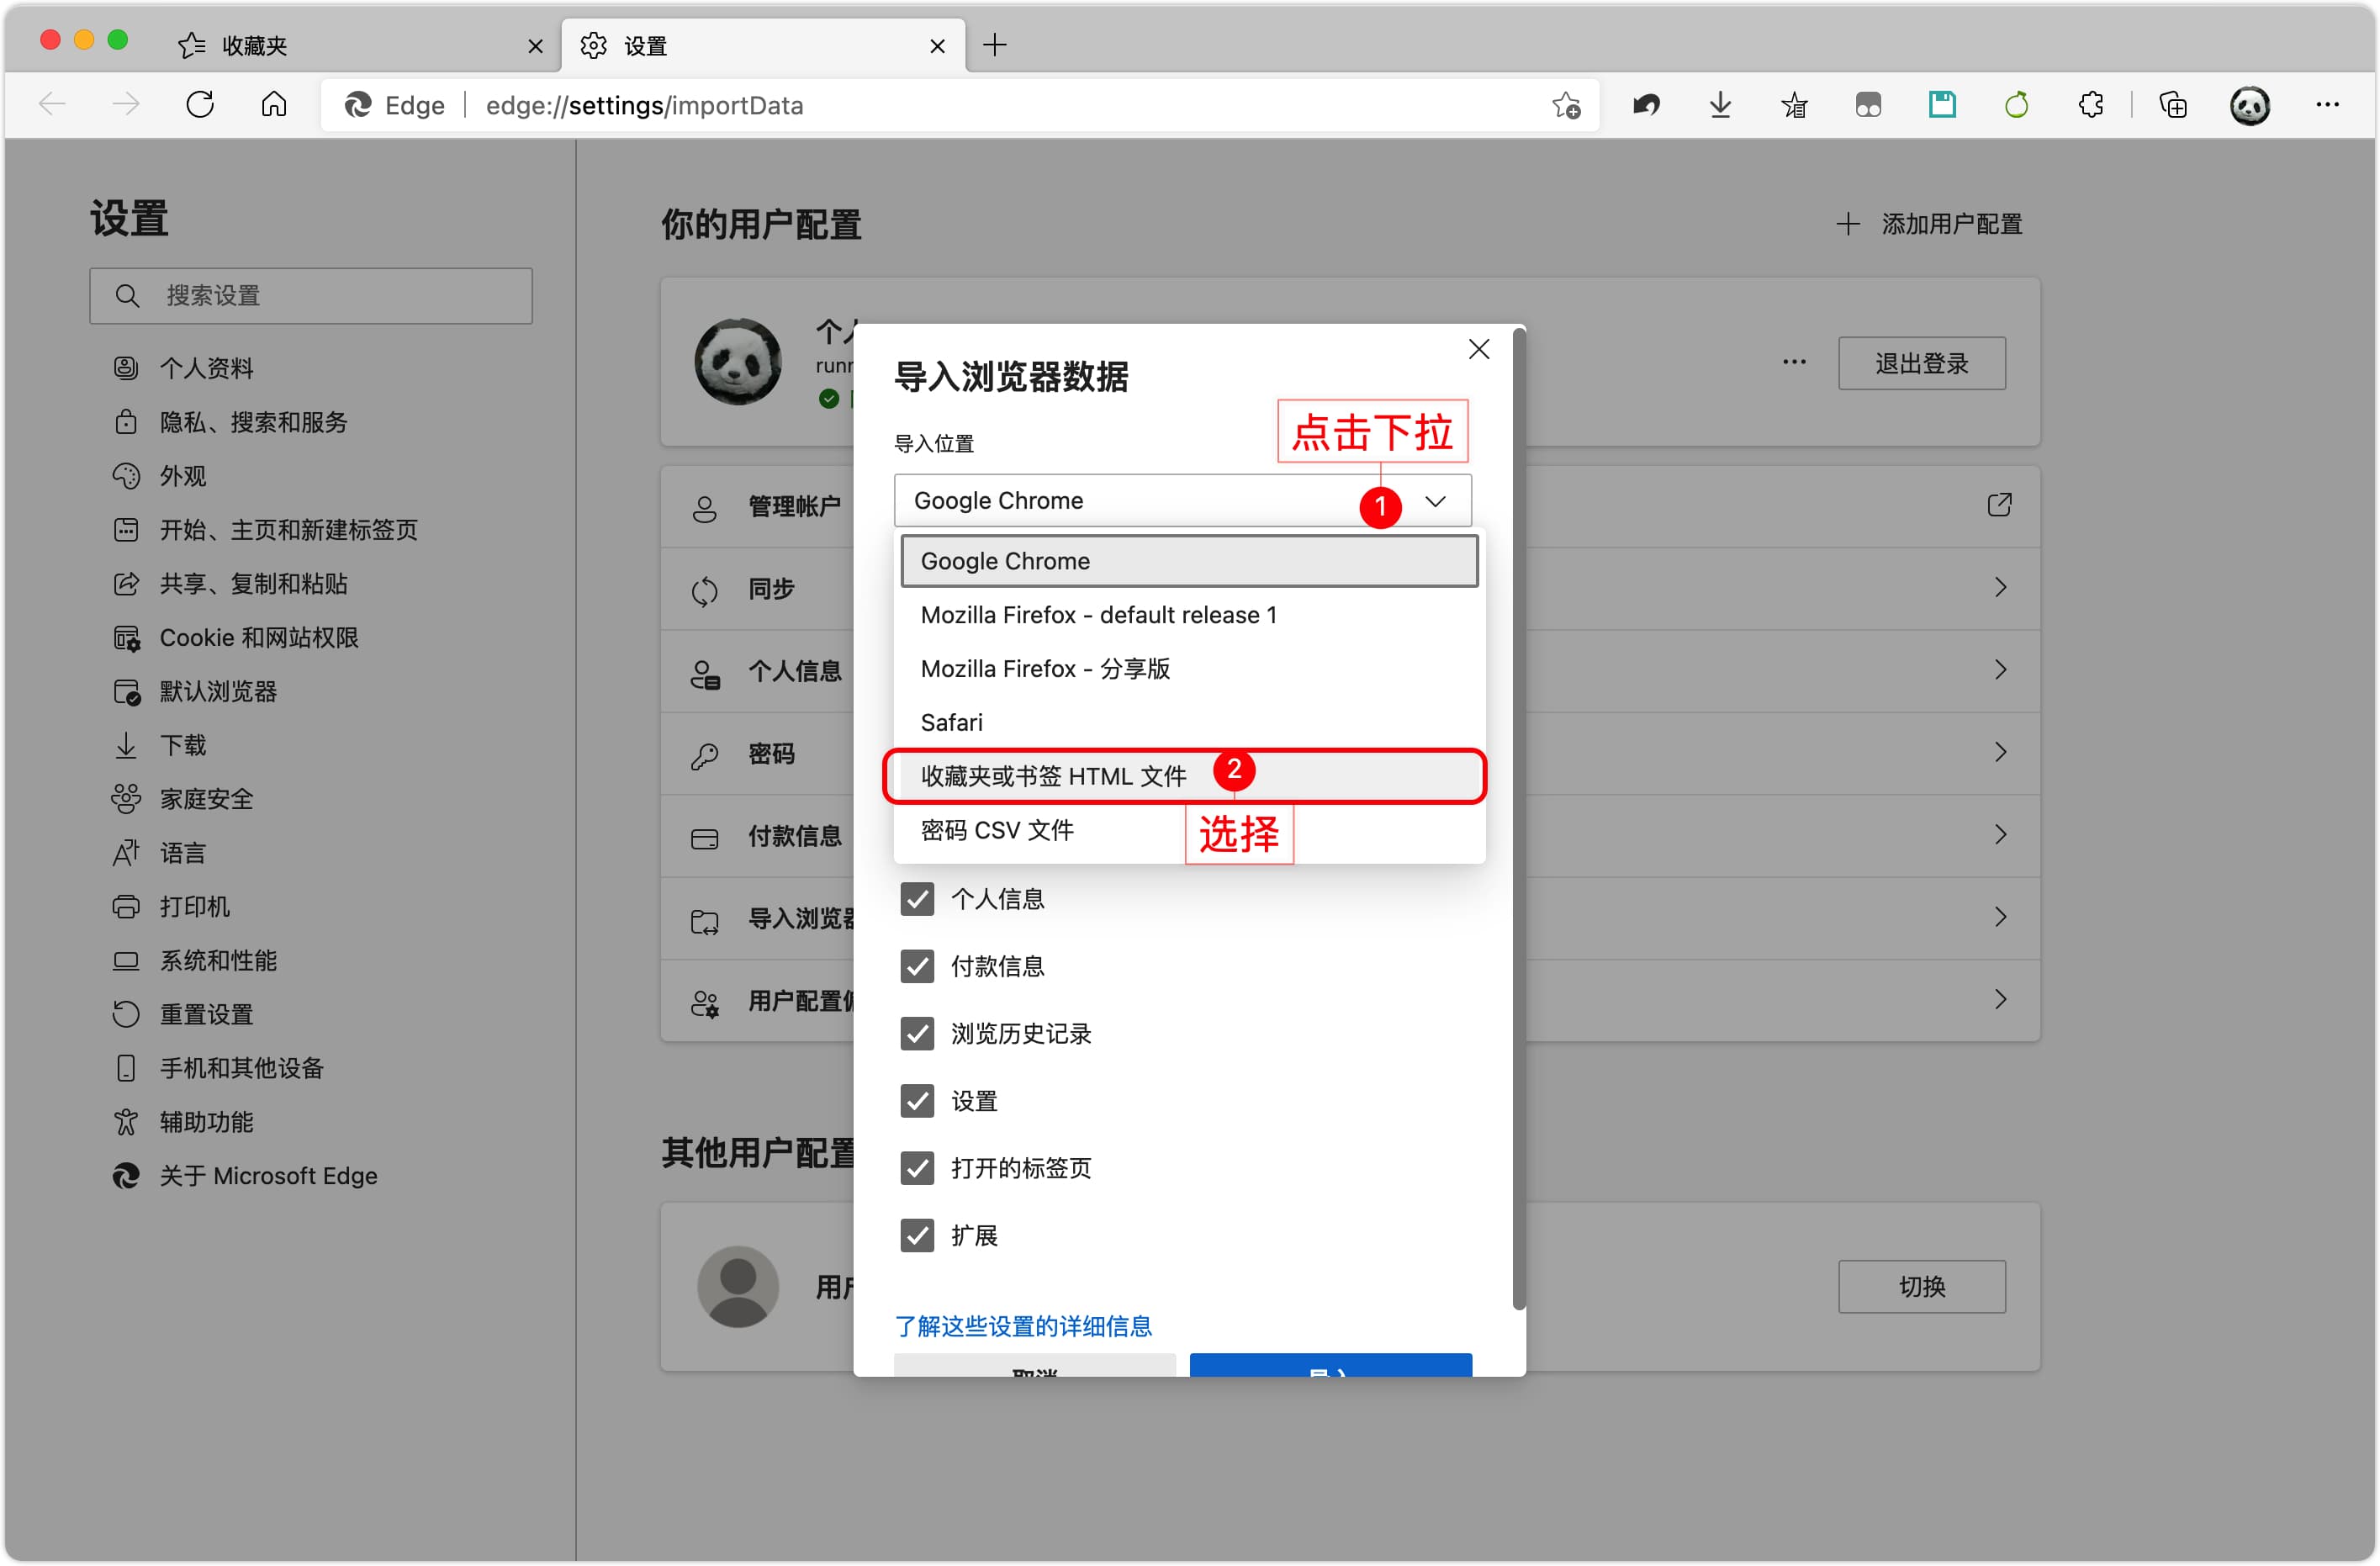 收藏夹
设置
Edge
edge://settings/importData
设置
搜索设置
个人资料
隐私、搜索和服务
外观
开始、主页和新建标签页
共享、复制和粘贴
Cookie 和网站权限
默认浏览器
下载
家庭安全
语言
打印机
系统和性能
重置设置
手机和其他设备
辅助功能
关于 Microsoft Edge
你的用户配置
添加用户配置
个人
runr
退出登录
管理帐户
同步
个人信息
密码
付款信息
导入浏览器
用户配置偏
其他用户配置
用户
切换
导入浏览器数据
点击下拉
导入位置
Google Chrome
1
Google Chrome
Mozilla Firefox - default release 1
Mozilla Firefox - 分享版
Safari
收藏夹或书签 HTML 文件
2
密码 CSV 文件
选择
个人信息
付款信息
浏览历史记录
设置
打开的标签页
扩展
了解这些设置的详细信息
取消
导入